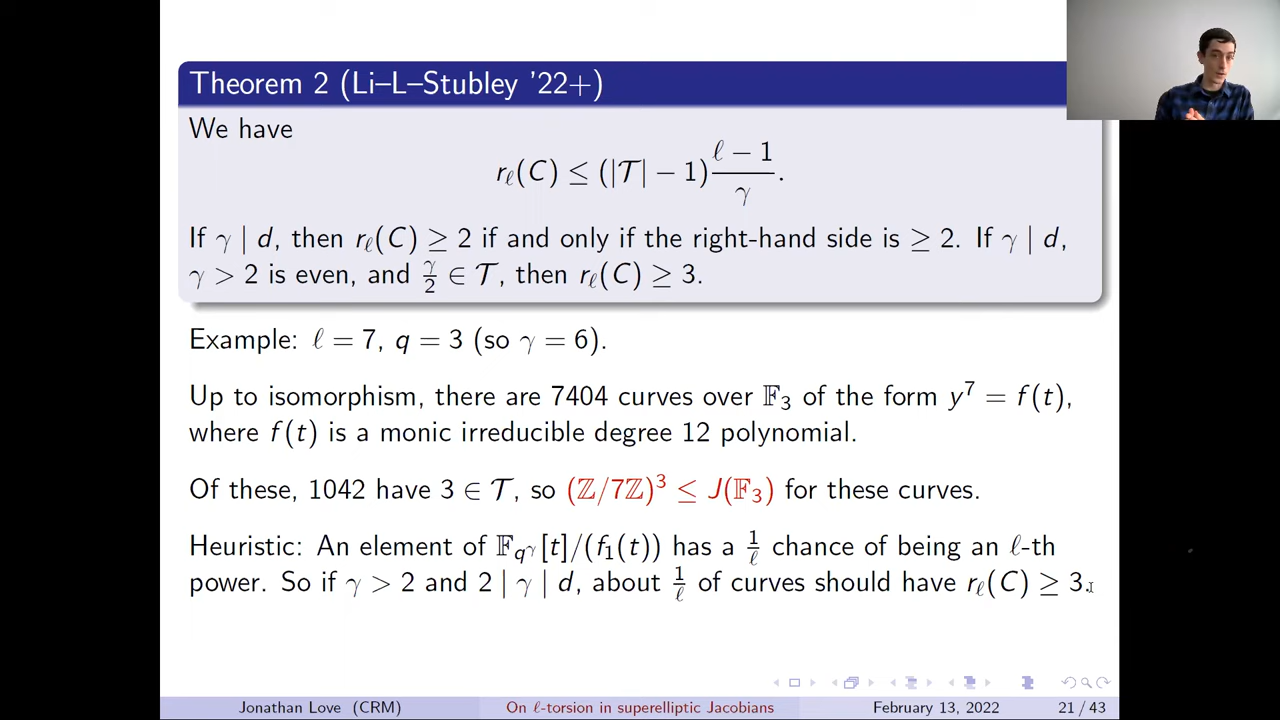 Theorem 2 (Li–L–Stubley '22+)
We have
r_ℓ(C) ≤ (|𝒯| − 1) (ℓ − 1)/γ.
If γ | d, then r_ℓ(C) ≥ 2 if and only if the right-hand side is ≥ 2. If γ | d,
γ > 2 is even, and γ/2 ∈ 𝒯, then r_ℓ(C) ≥ 3.
Example: ℓ = 7, q = 3 (so γ = 6).
Up to isomorphism, there are 7404 curves over 𝔽₃ of the form y⁷ = f(t),
where f(t) is a monic irreducible degree 12 polynomial.
Of these, 1042 have 3 ∈ 𝒯, so (ℤ/7ℤ)³ ≤ J(𝔽₃) for these curves.
Heuristic: An element of 𝔽_{q^γ}[t]/(f₁(t)) has a 1/ℓ chance of being an ℓ-th
power. So if γ > 2 and 2 | γ | d, about 1/ℓ of curves should have r_ℓ(C) ≥ 3.
Jonathan Love (CRM) On ℓ-torsion in superelliptic Jacobians February 13, 2022 21 / 43